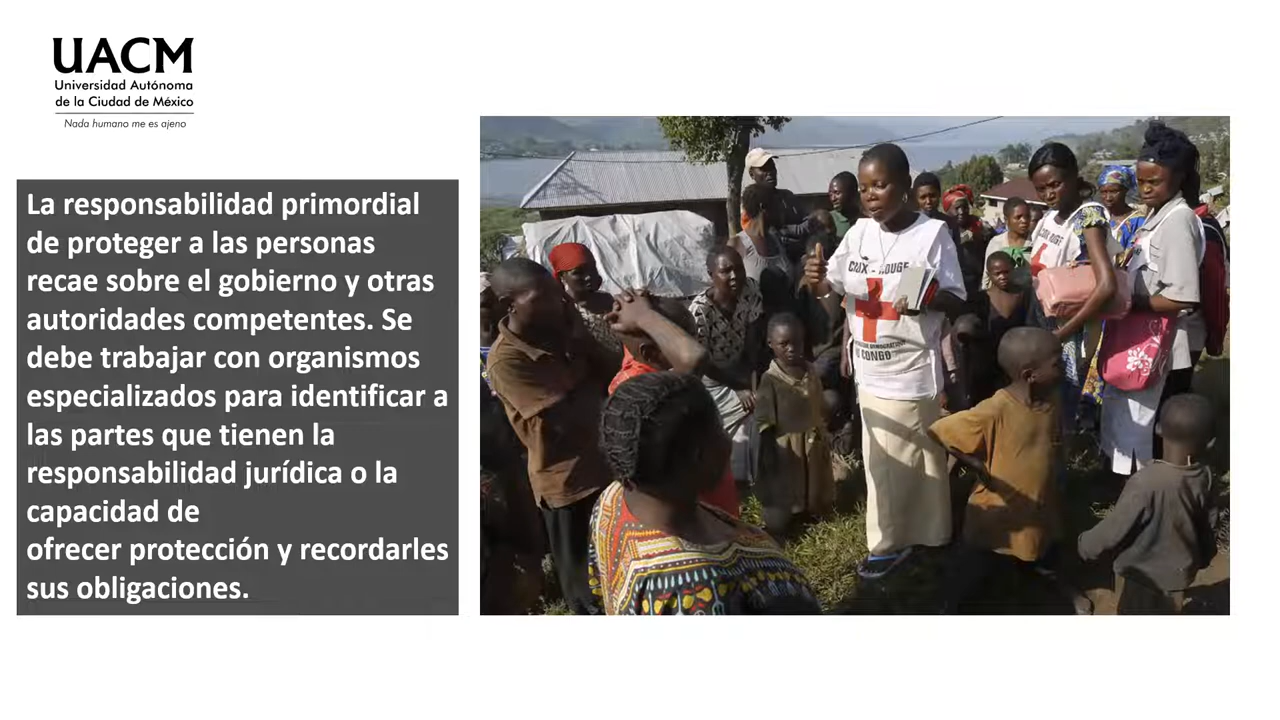 UACM
Universidad Autónoma
de la Ciudad de México
Nada humano me es ajeno
La responsabilidad primordial
de proteger a las personas
recae sobre el gobierno y otras
autoridades competentes. Se
debe trabajar con organismos
especializados para identificar a
las partes que tienen la
responsabilidad jurídica o la
capacidad de
ofrecer protección y recordarles
sus obligaciones.
CROIX - ROUGE
CONGO